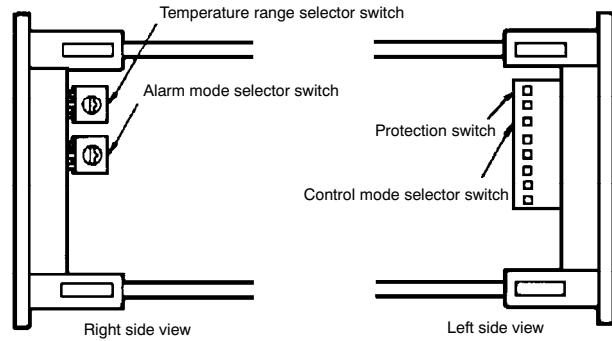 Temperature range selector switch
Alarm mode selector switch
Protection switch
Control mode selector switch
Right side view
Left side view